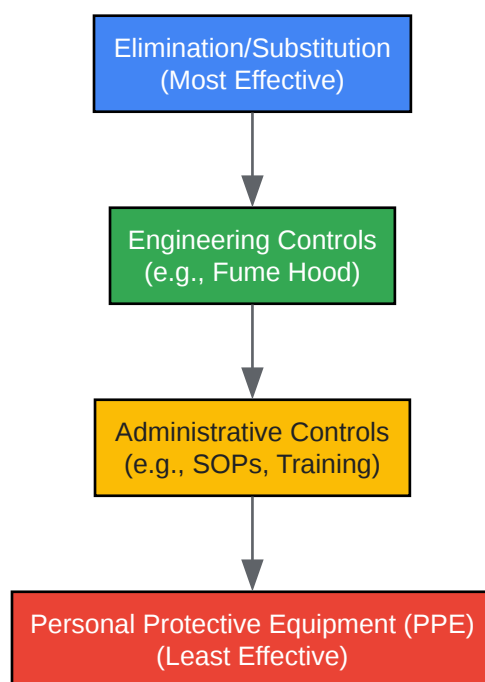 Elimination/Substitution
(Most Effective)
Engineering Controls
(e.g., Fume Hood)
Administrative Controls
(e.g., SOPs, Training)
Personal Protective Equipment (PPE)
(Least Effective)